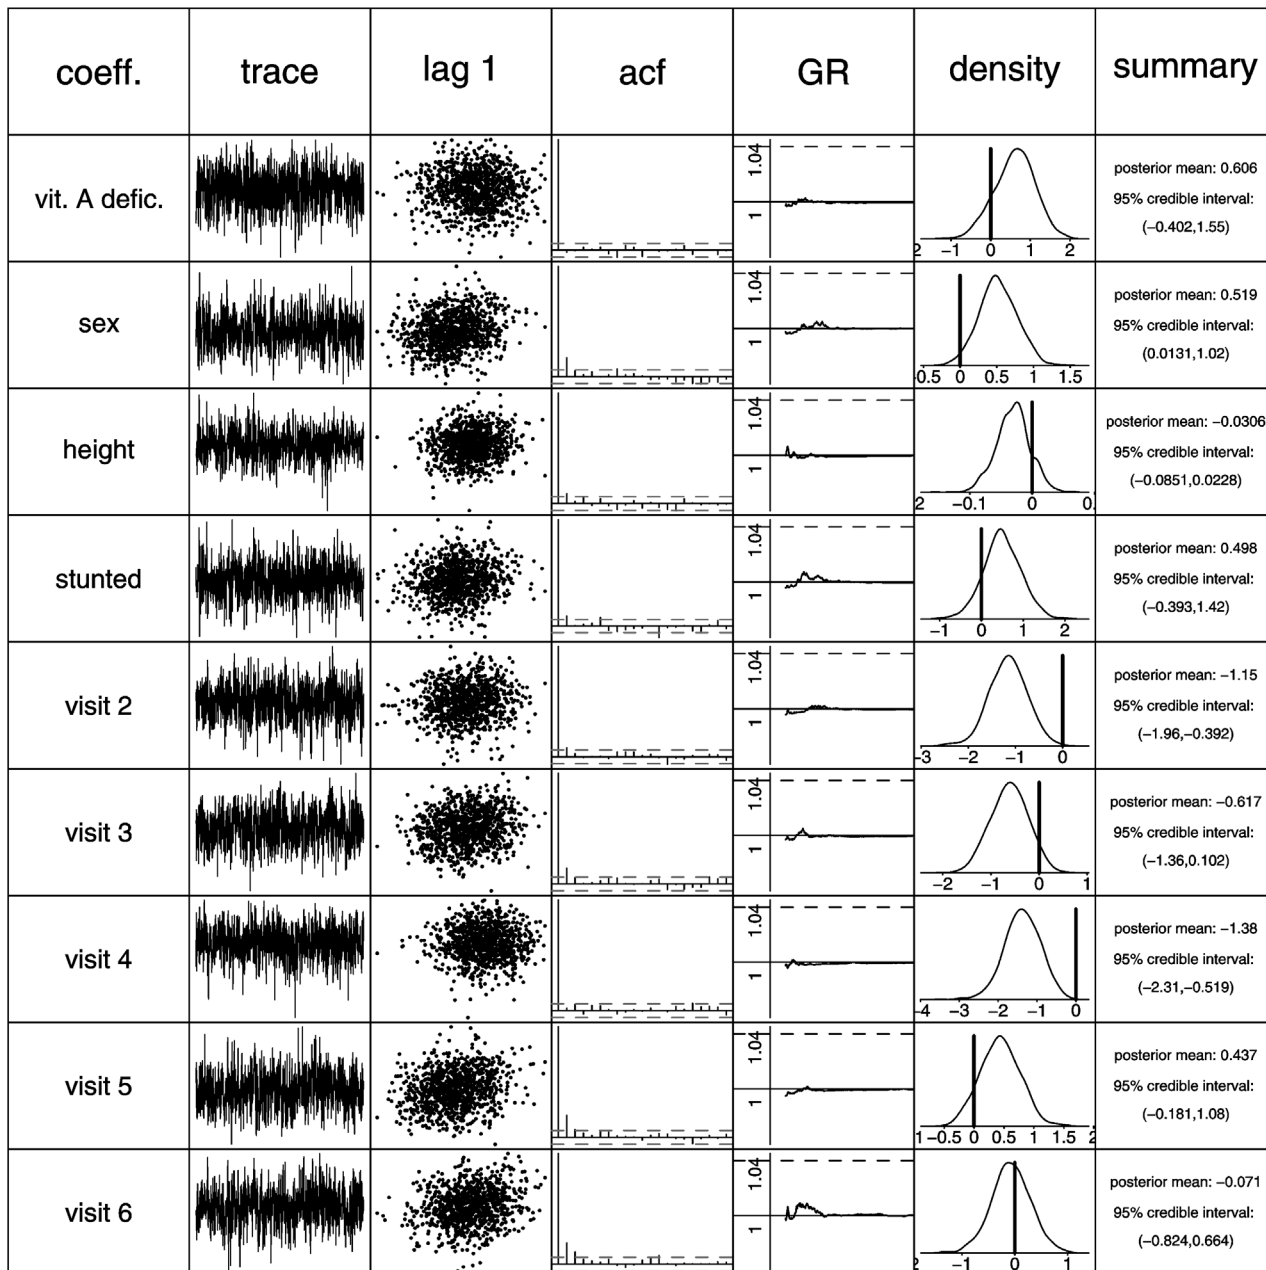 coeff. trace lag 1 acf GR density summary
vit. A defic.
1.04
1
2 −1 0 1 2
posterior mean: 0.606
95% credible interval:
(−0.402,1.55)
sex
1.04
1
0.5 0 0.5 1 1.5
posterior mean: 0.519
95% credible interval:
(0.0131,1.02)
height
1.04
1
2 −0.1 0 0.
posterior mean: −0.0306
95% credible interval:
(−0.0851,0.0228)
stunted
1.04
1
−1 0 1 2
posterior mean: 0.498
95% credible interval:
(−0.393,1.42)
visit 2
1.04
1
−3 −2 −1 0
posterior mean: −1.15
95% credible interval:
(−1.96,−0.392)
visit 3
1.04
1
−2 −1 0 1
posterior mean: −0.617
95% credible interval:
(−1.36,0.102)
visit 4
1.04
1
−4 −3 −2 −1 0
posterior mean: −1.38
95% credible interval:
(−2.31,−0.519)
visit 5
1.04
1
1 −0.5 0 0.5 1 1.5 2
posterior mean: 0.437
95% credible interval:
(−0.181,1.08)
visit 6
1.04
1
2 −1 0 1
posterior mean: −0.071
95% credible interval:
(−0.824,0.664)